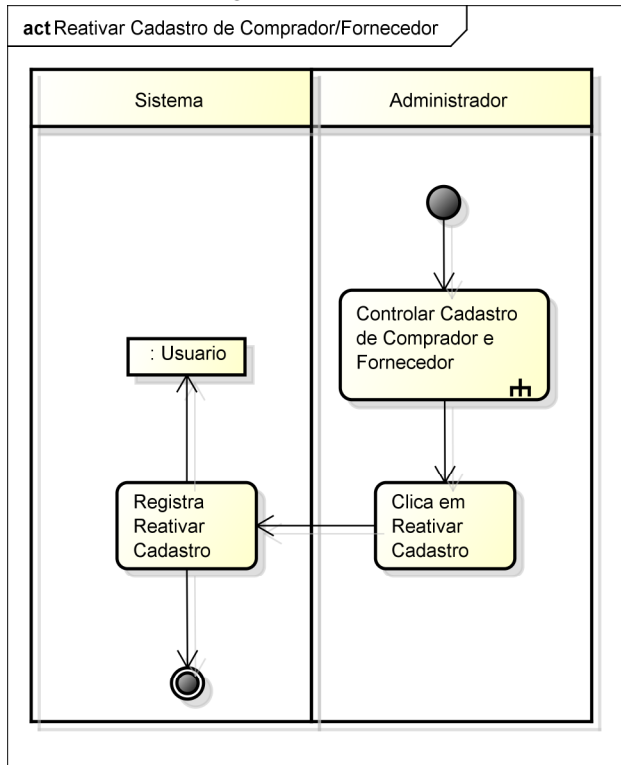 act Reativar Cadastro de Comprador/Fornecedor
Sistema
Administrador
Controlar Cadastro
de Comprador e
Fornecedor
: Usuario
Registra
Reativar
Cadastro
Clica em
Reativar
Cadastro